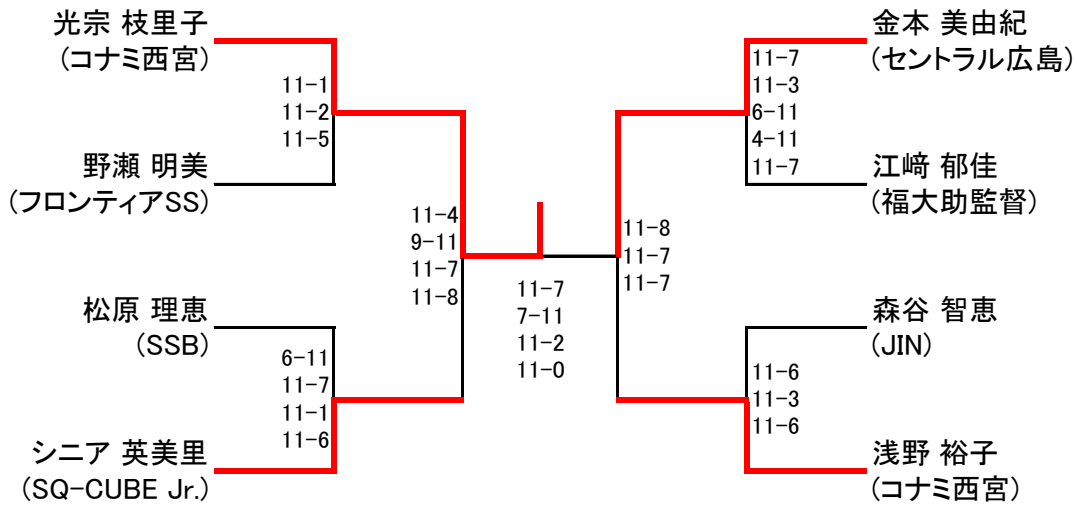 光宗 枝里子
(コナミ西宮)
11-1
11-2
11-5
野瀬 明美
(フロンティアSS)
11-4
9-11
11-7
11-8
松原 理恵
(SSB)
6-11
11-7
11-1
11-6
シニア 英美里
(SQ-CUBE Jr.)
11-7
7-11
11-2
11-0
金本 美由紀
(セントラル広島)
11-7
11-3
6-11
4-11
11-7
江﨑 郁佳
(福大助監督)
11-8
11-7
11-7
森谷 智恵
(JIN)
11-6
11-3
11-6
浅野 裕子
(コナミ西宮)